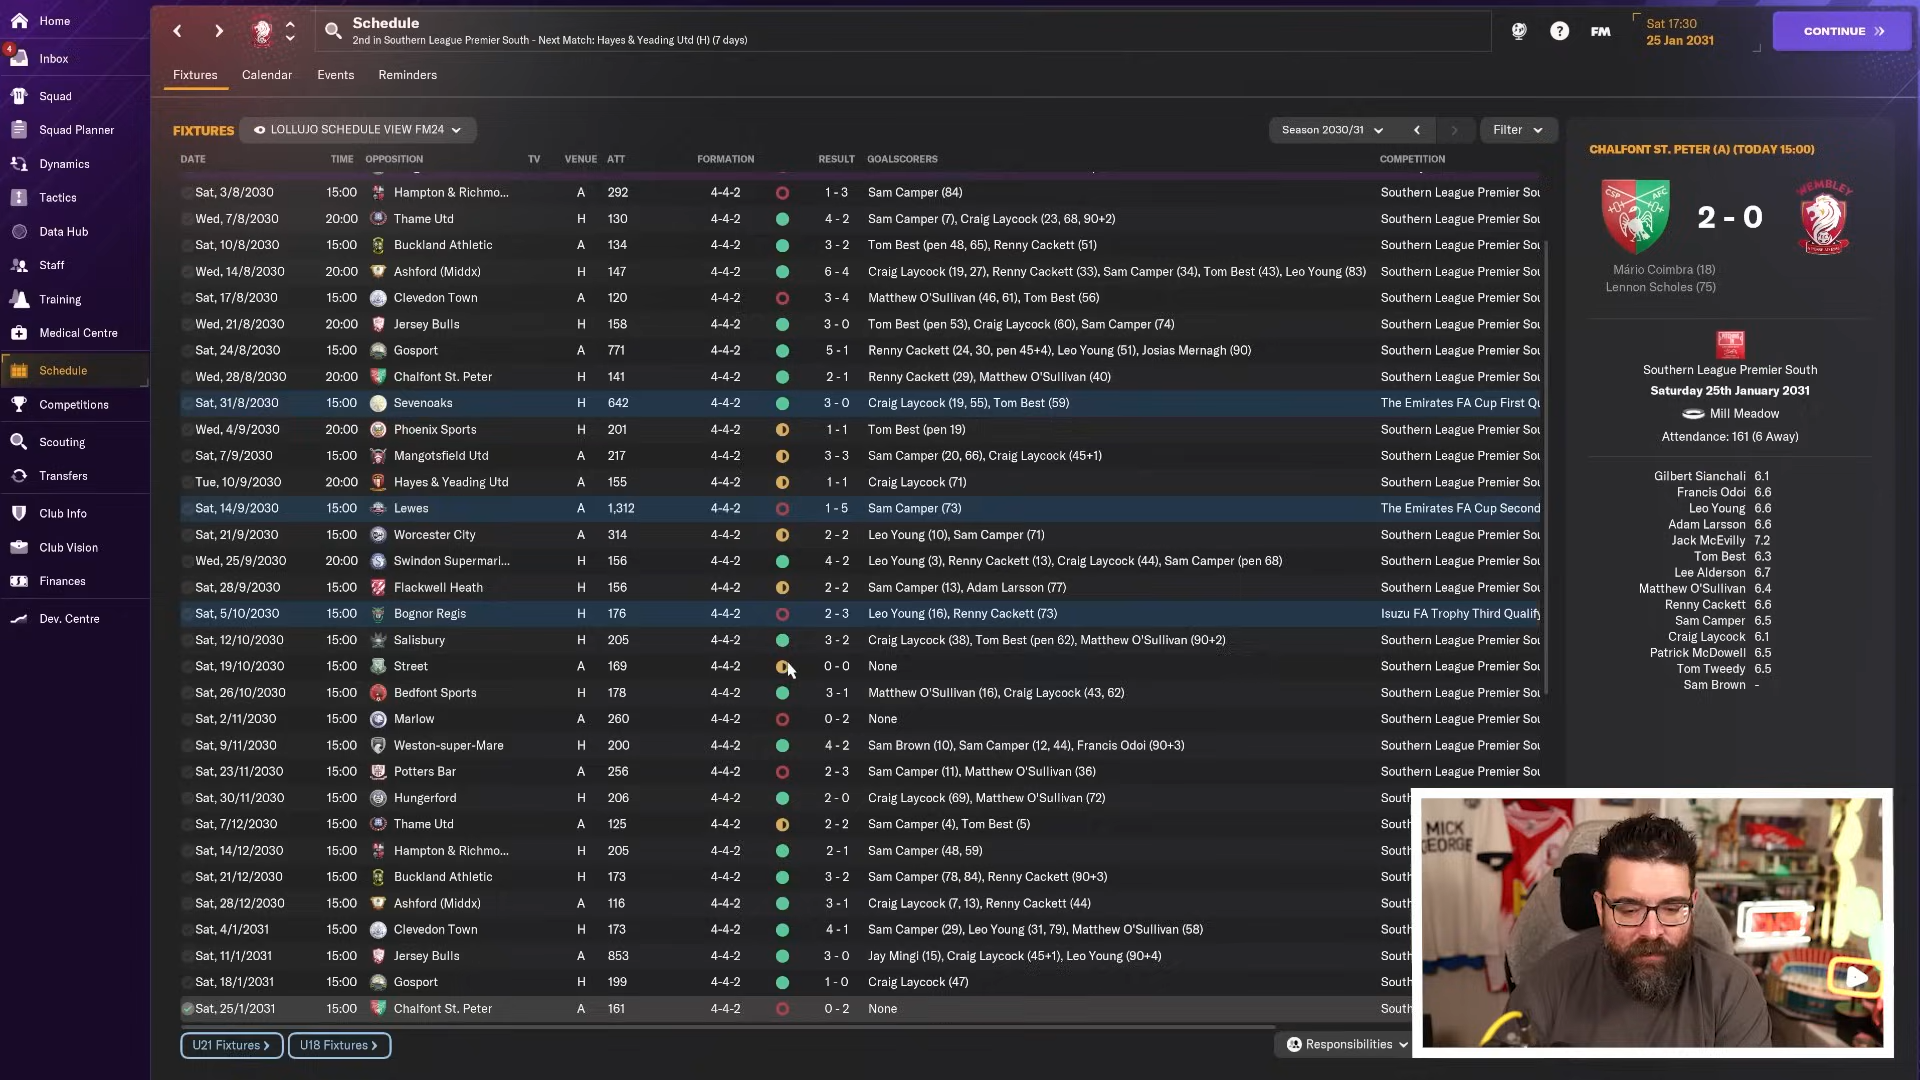 Home
4
Inbox
Squad
Squad Planner
Dynamics
Tactics
Data Hub
Staff
Training
Medical Centre
Schedule
Competitions
Scouting
Transfers
Club Info
Club Vision
Finances
Dev. Centre
Schedule
2nd in Southern League Premier South - Next Match: Hayes & Yeading Utd (H) (7 days)
FM
Sat 17:30
25 Jan 2031
CONTINUE
Fixtures Calendar Events Reminders
FIXTURES LOLLUJO SCHEDULE VIEW FM24 Season 2030/31 Filter
DATE TIME OPPOSITION TV VENUE ATT FORMATION RESULT GOALSCORERS COMPETITION
Sat, 3/8/2030 15:00 Hampton & Richmo... A 292 4-4-2 1 - 3 Sam Camper (84) Southern League Premier Sou
Wed, 7/8/2030 20:00 Thame Utd H 130 4-4-2 4 - 2 Sam Camper (7), Craig Laycock (23, 68, 90+2) Southern League Premier Sou
Sat, 10/8/2030 15:00 Buckland Athletic A 134 4-4-2 3 - 2 Tom Best (pen 48, 65), Renny Cackett (51) Southern League Premier Sou
Wed, 14/8/2030 20:00 Ashford (Middx) H 147 4-4-2 6 - 4 Craig Laycock (19, 27), Renny Cackett (33), Sam Camper (34), Tom Best (43), Leo Young (83) Southern League Premier Sou
Sat, 17/8/2030 15:00 Clevedon Town A 120 4-4-2 3 - 4 Matthew O'Sullivan (46, 61), Tom Best (56) Southern League Premier Sou
Wed, 21/8/2030 20:00 Jersey Bulls H 158 4-4-2 3 - 0 Tom Best (pen 53), Craig Laycock (60), Sam Camper (74) Southern League Premier Sou
Sat, 24/8/2030 15:00 Gosport A 771 4-4-2 5 - 1 Renny Cackett (24, 30, pen 45+4), Leo Young (51), Josias Mernagh (90) Southern League Premier Sou
Wed, 28/8/2030 20:00 Chalfont St. Peter H 141 4-4-2 2 - 1 Renny Cackett (29), Matthew O'Sullivan (40) Southern League Premier Sou
Sat, 31/8/2030 15:00 Sevenoaks H 642 4-4-2 3 - 0 Craig Laycock (19, 55), Tom Best (59) The Emirates FA Cup First Qu
Wed, 4/9/2030 20:00 Phoenix Sports H 201 4-4-2 1 - 1 Tom Best (pen 19) Southern League Premier Sou
Sat, 7/9/2030 15:00 Mangotsfield Utd A 217 4-4-2 3 - 3 Sam Camper (20, 66), Craig Laycock (45+1) Southern League Premier Sou
Tue, 10/9/2030 20:00 Hayes & Yeading Utd A 155 4-4-2 1 - 1 Craig Laycock (71) Southern League Premier Sou
Sat, 14/9/2030 15:00 Lewes A 1,312 4-4-2 1 - 5 Sam Camper (73) The Emirates FA Cup Second
Sat, 21/9/2030 15:00 Worcester City A 314 4-4-2 2 - 2 Leo Young (10), Sam Camper (71) Southern League Premier Sou
Wed, 25/9/2030 20:00 Swindon Supermari... H 156 4-4-2 4 - 2 Leo Young (3), Renny Cackett (13), Craig Laycock (44), Sam Camper (pen 68) Southern League Premier Sou
Sat, 28/9/2030 15:00 Flackwell Heath H 156 4-4-2 2 - 2 Sam Camper (13), Adam Larsson (77) Southern League Premier Sou
Sat, 5/10/2030 15:00 Bognor Regis H 176 4-4-2 2 - 3 Leo Young (16), Renny Cackett (73) Isuzu FA Trophy Third Qualify
Sat, 12/10/2030 15:00 Salisbury H 205 4-4-2 3 - 2 Craig Laycock (38), Tom Best (pen 62), Matthew O'Sullivan (90+2) Southern League Premier Sou
Sat, 19/10/2030 15:00 Street A 169 4-4-2 0 - 0 None Southern League Premier Sou
Sat, 26/10/2030 15:00 Bedfont Sports H 178 4-4-2 3 - 1 Matthew O'Sullivan (16), Craig Laycock (43, 62) Southern League Premier Sou
Sat, 2/11/2030 15:00 Marlow A 260 4-4-2 0 - 2 None Southern League Premier Sou
Sat, 9/11/2030 15:00 Weston-super-Mare H 200 4-4-2 4 - 2 Sam Brown (10), Sam Camper (12, 44), Francis Odoi (90+3) Southern League Premier Sou
Sat, 23/11/2030 15:00 Potters Bar A 256 4-4-2 2 - 3 Sam Camper (11), Matthew O'Sullivan (36) Southern League Premier Sou
Sat, 30/11/2030 15:00 Hungerford H 206 4-4-2 2 - 0 Craig Laycock (69), Matthew O'Sullivan (72) South
Sat, 7/12/2030 15:00 Thame Utd A 125 4-4-2 2 - 2 Sam Camper (4), Tom Best (5) South
Sat, 14/12/2030 15:00 Hampton & Richmo... H 205 4-4-2 2 - 1 Sam Camper (48, 59) South
Sat, 21/12/2030 15:00 Buckland Athletic H 173 4-4-2 3 - 2 Sam Camper (78, 84), Renny Cackett (90+3) South
Sat, 28/12/2030 15:00 Ashford (Middx) A 116 4-4-2 3 - 1 Craig Laycock (7, 13), Renny Cackett (44) South
Sat, 4/1/2031 15:00 Clevedon Town H 173 4-4-2 4 - 1 Sam Camper (29), Leo Young (31, 79), Matthew O'Sullivan (58) South
Sat, 11/1/2031 15:00 Jersey Bulls A 853 4-4-2 3 - 0 Jay Mingi (15), Craig Laycock (45+1), Leo Young (90+4) South
Sat, 18/1/2031 15:00 Gosport H 199 4-4-2 1 - 0 Craig Laycock (47) South
Sat, 25/1/2031 15:00 Chalfont St. Peter A 161 4-4-2 0 - 2 None South
U21 Fixtures U18 Fixtures Responsibilities
CHALFONT ST. PETER (A) (TODAY 15:00)
CSP AFC
2 - 0
WEMBLEY
Mário Coimbra (18)
Lennon Scholes (75)
Southern League Premier South
Saturday 25th January 2031
Mill Meadow
Attendance: 161 (6 Away)
Gilbert Sianchali 6.1
Francis Odoi 6.6
Leo Young 6.6
Adam Larsson 6.6
Jack McEvilly 7.2
Tom Best 6.3
Lee Alderson 6.7
Matthew O'Sullivan 6.4
Renny Cackett 6.6
Sam Camper 6.5
Craig Laycock 6.1
Patrick McDowell 6.5
Tom Tweedy 6.5
Sam Brown -
MICK
GEORGE